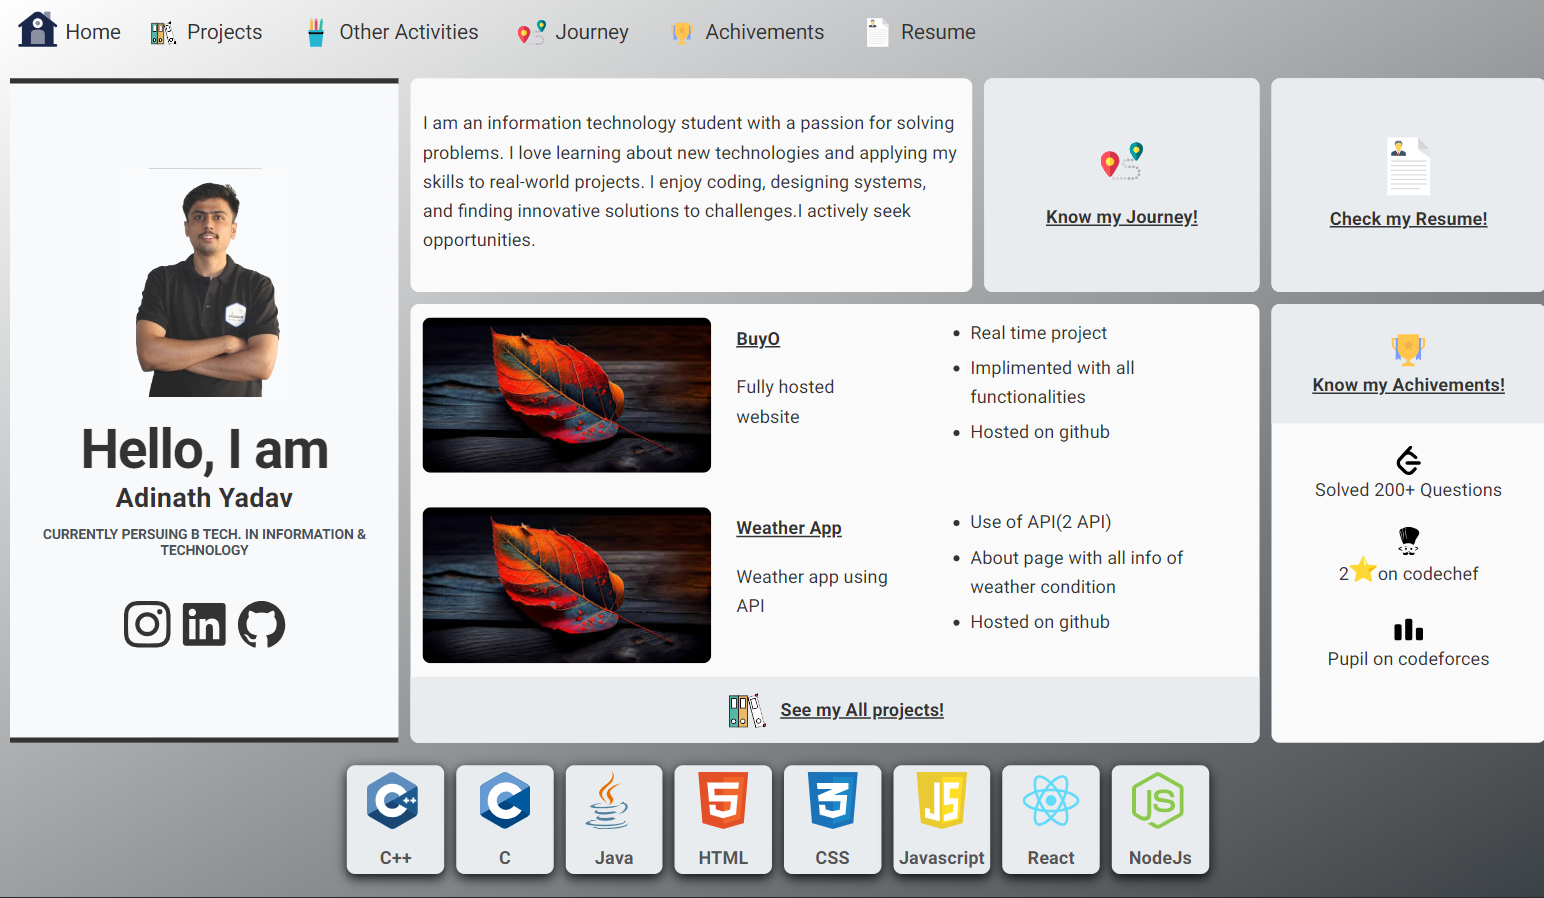 Home
Projects
Other Activities
Journey
Achivements
Resume
Hello, I am
Adinath Yadav
CURRENTLY PERSUING B TECH. IN INFORMATION &
TECHNOLOGY
I am an information technology student with a passion for solving
problems. I love learning about new technologies and applying my
skills to real-world projects. I enjoy coding, designing systems,
and finding innovative solutions to challenges.I actively seek
opportunities.
Know my Journey!
Check my Resume!
BuyO
Fully hosted
website
Real time project
Implimented with all
functionalities
Hosted on github
Weather App
Weather app using
API
Use of API(2 API)
About page with all info of
weather condition
Hosted on github
See my All projects!
Know my Achivements!
Solved 200+ Questions
2⭐on codechef
Pupil on codeforces
C++
C
Java
HTML
CSS
Javascript
React
NodeJs